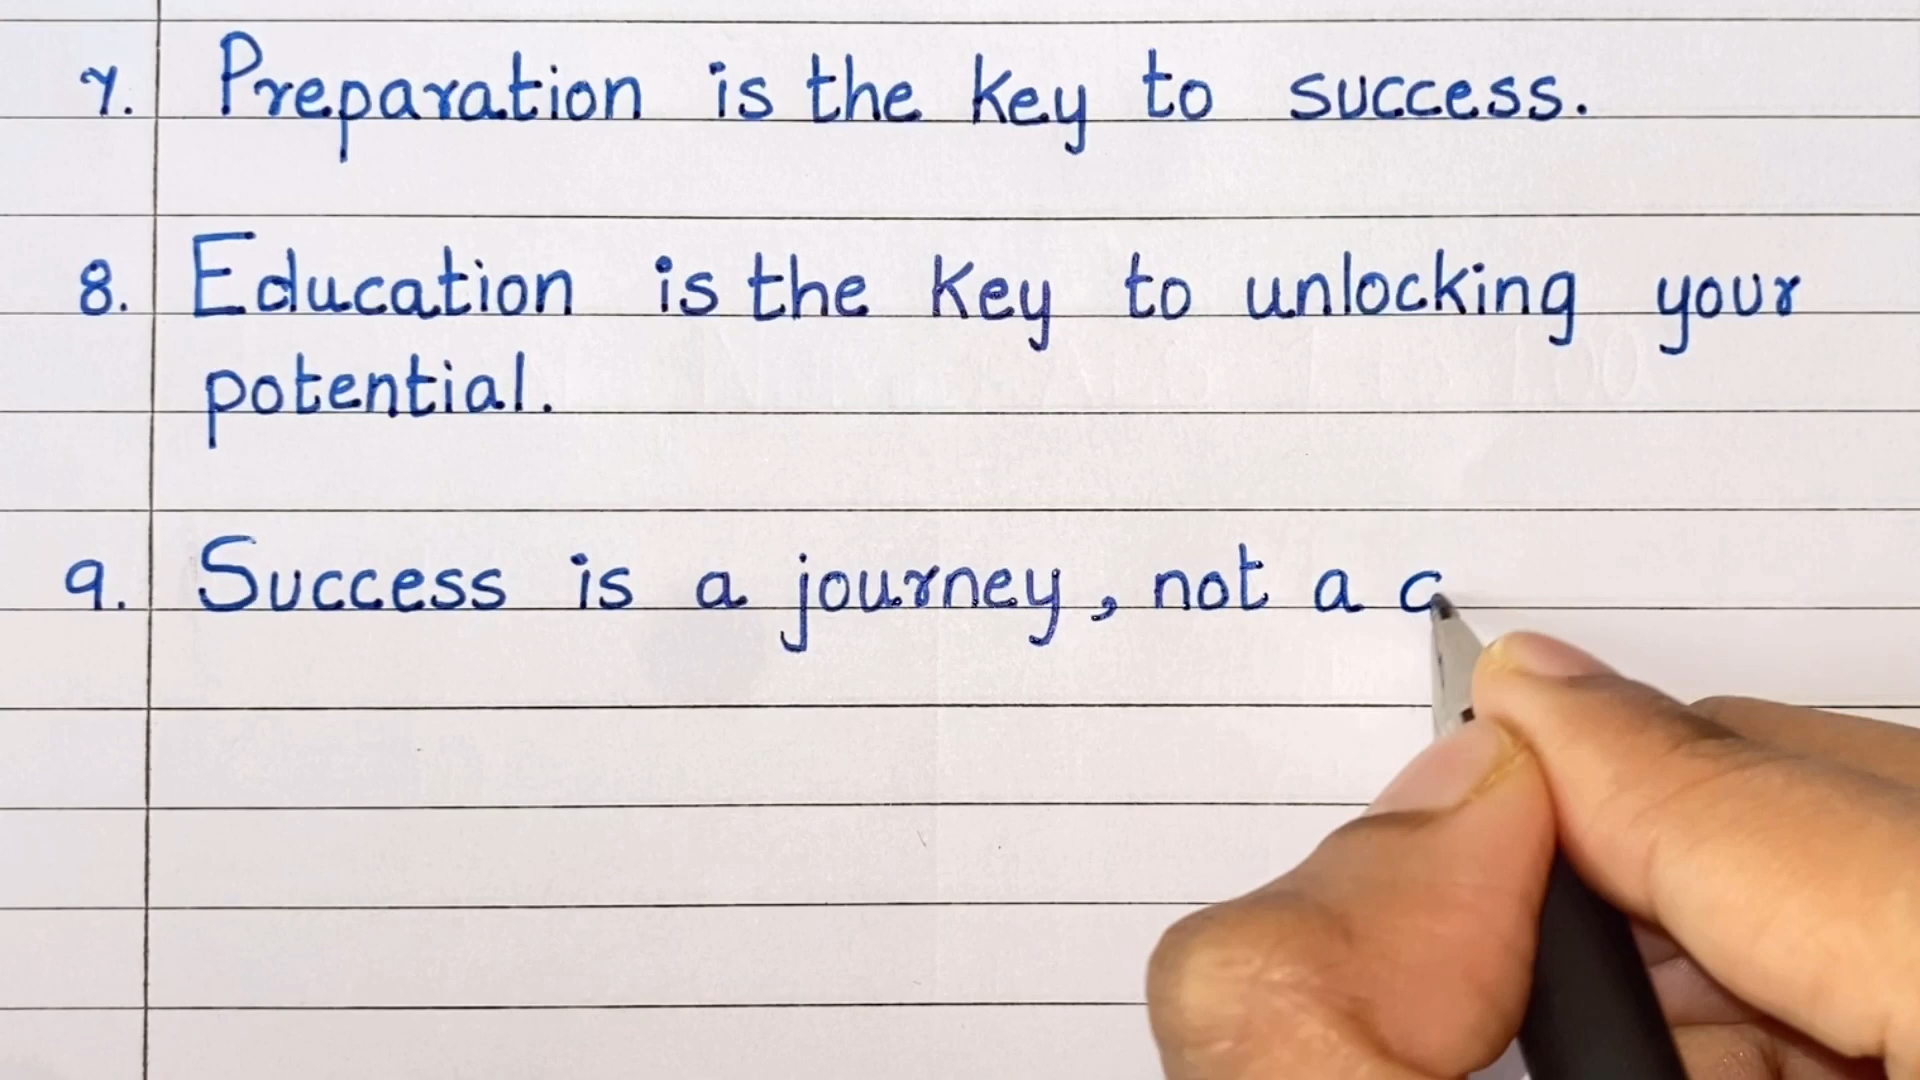 7. Preparation is the key to success.
8. Education is the key to unlocking your
potential.
9. Success is a journey, not a